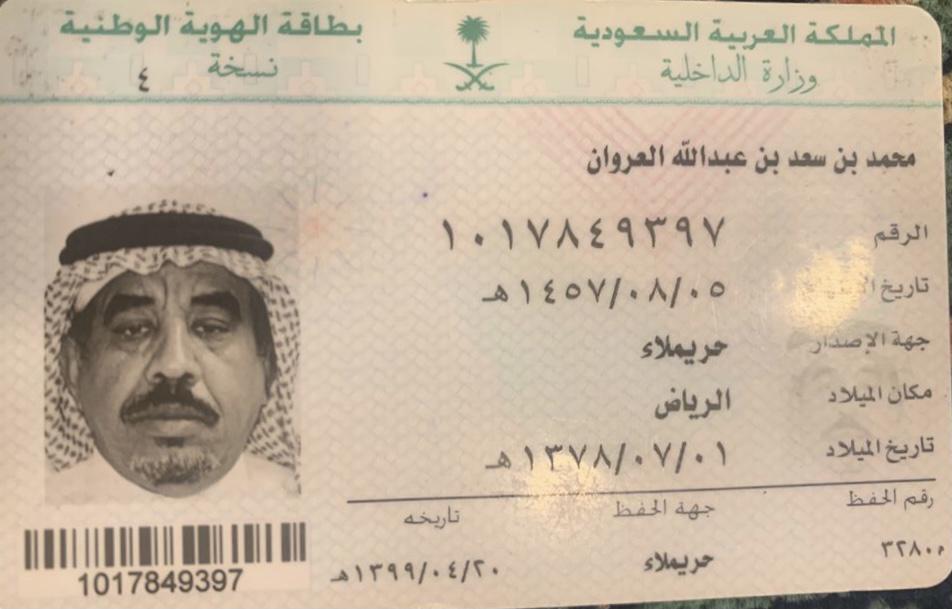 المملكة العربية السعودية
وزارة الداخلية
بطاقة الهوية الوطنية
نسخة ٤
محمد بن سعد بن عبدالله العروان
الرقم ١٠١٧٨٤٩٣٩٧
تاريخ ١٤٥٧/٠٨/٠٥هـ
جهة الإصدار حريملاء
مكان الميلاد الرياض
تاريخ الميلاد ١٣٧٨/٠٧/٠١هـ
رقم الحفظ جهة الحفظ تاريخه
٣٢٨٠٠ حريملاء ١٣٩٩/٠٤/٢٠هـ
1017849397